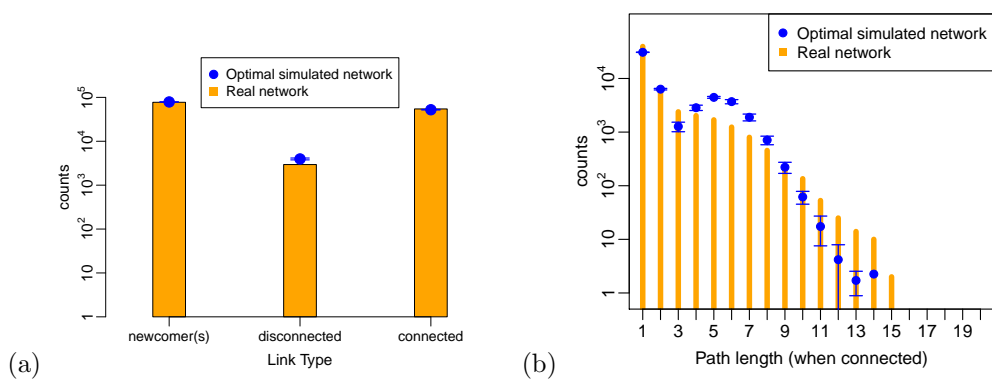 Optimal simulated network
Real network
counts
1
10
10^2
10^3
10^4
10^5
newcomer(s)
disconnected
connected
Link Type
(a)
Optimal simulated network
Real network
counts
1
10
10^2
10^3
10^4
1 3 5 7 9 11 13 15 17 19
Path length (when connected)
(b)